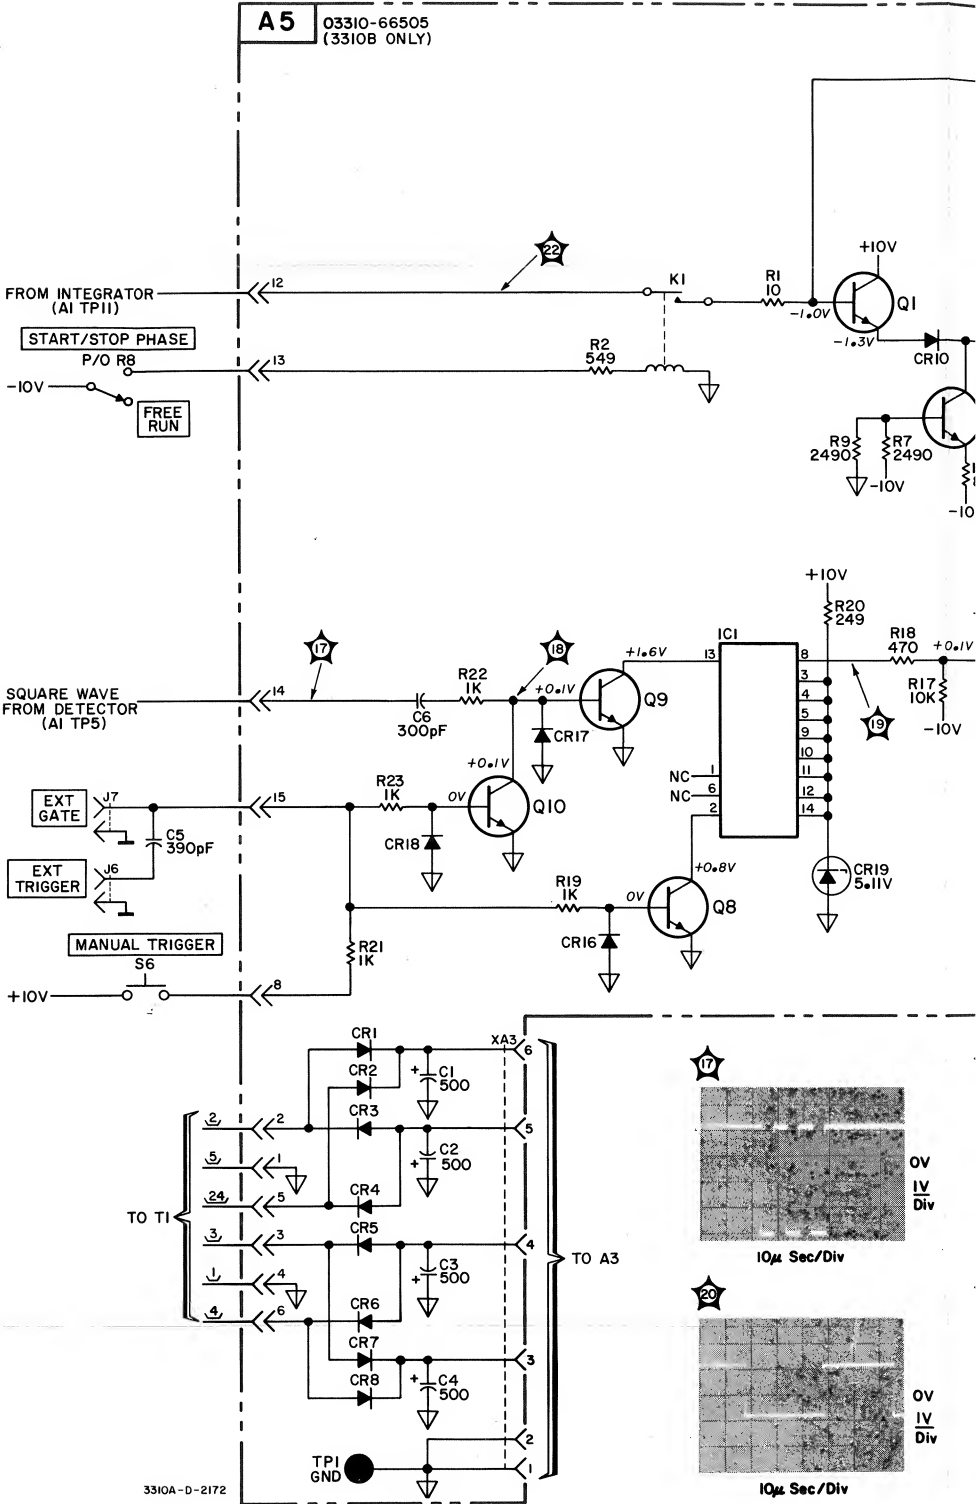 A5
03310-66505
(3310B ONLY)
22
+10V
12
K1
R1
10
Q1
FROM INTEGRATOR
(A1 TP11)
-1.0V
-1.3V
START/STOP PHASE
P/O R8
13
R2
549
CR10
-10V
FREE
RUN
R9
2490
R7
2490
-10V
-10
+10V
R20
249
17
18
IC1
R18
470
+0.1V
+1.6V
13
8
SQUARE WAVE
FROM DETECTOR
(A1 TP5)
14
R22
1K
+0.1V
Q9
3
4
5
9
10
11
12
14
R17
10K
19
-10V
C6
300pF
CR17
+0.1V
NC
1
NC
6
2
EXT
GATE
J7
15
R23
1K
0V
Q10
C5
390pF
CR18
EXT
TRIGGER
J6
+0.8V
CR19
5.11V
R19
1K
0V
Q8
CR16
MANUAL TRIGGER
S6
R21
1K
+10V
8
CR1
XA3
6
CR2
+
C1
500
17
2
2
CR3
5
5
1
+
C2
500
0V
1V
Div
24
5
CR4
TO T1
3
3
CR5
4
TO A3
10μ Sec/Div
1
4
+
C3
500
20
4
6
CR6
CR7
3
CR8
+
C4
500
0V
1V
Div
2
TP1
GND
1
3310A-D-2172
10μ Sec/Div